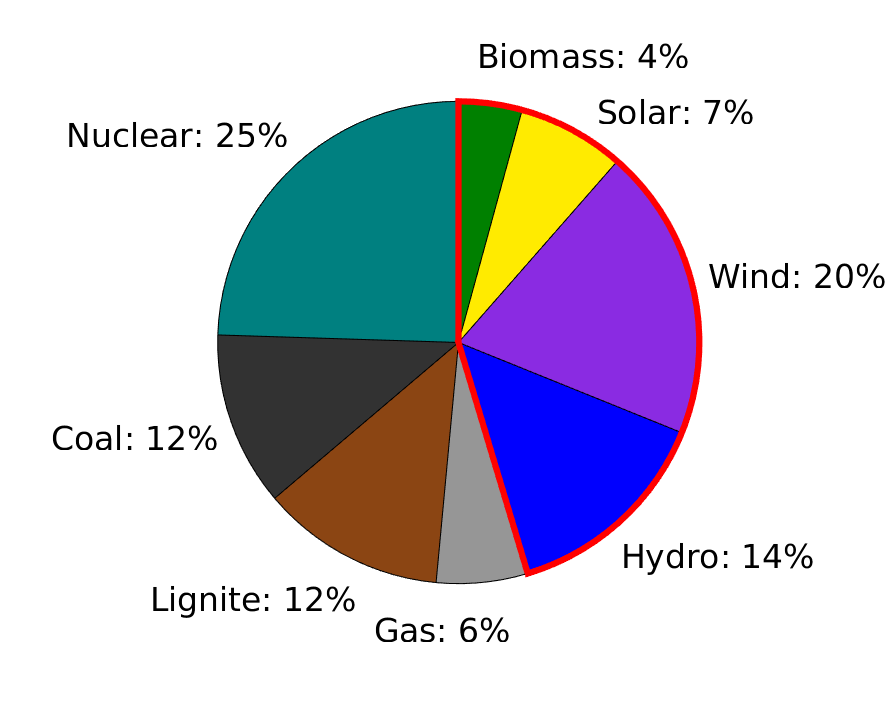 Biomass: 4%
Solar: 7%
Nuclear: 25%
Wind: 20%
Coal: 12%
Hydro: 14%
Lignite: 12%
Gas: 6%